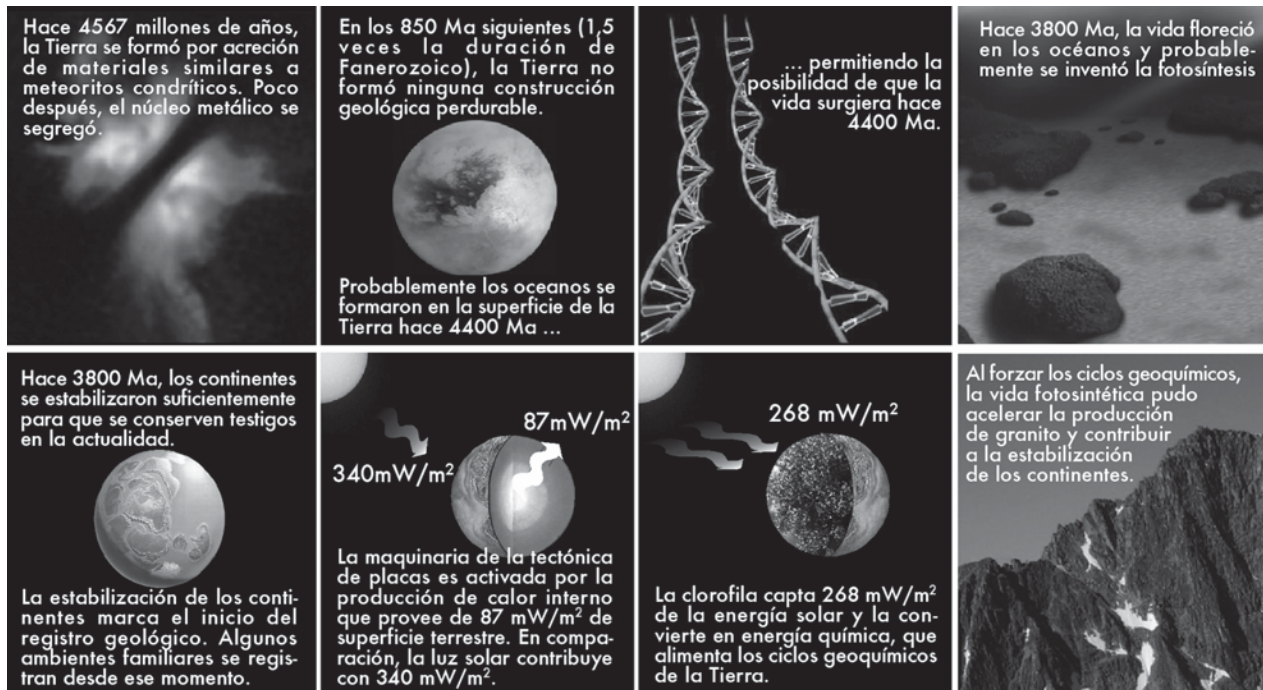 Hace 4567 millones de años,
la Tierra se formó por acreción
de materiales similares a
meteoritos condríticos. Poco
después, el núcleo metálico se
segregó.
En los 850 Ma siguientes (1,5
veces la duración de
Fanerozoico), la Tierra no
formó ninguna construcción
geológica perdurable.
Probablemente los oceanos se
formaron en la superficie de la
Tierra hace 4400 Ma ...
... permitiendo la
posibilidad de que la
vida surgiera hace
4400 Ma.
Hace 3800 Ma, la vida floreció
en los océanos y probable-
mente se inventó la fotosíntesis
Hace 3800 Ma, los continentes
se estabilizaron suficientemente
para que se conserven testigos
en la actualidad.
La estabilización de los conti-
nentes marca el inicio del
registro geológico. Algunos
ambientes familiares se regis-
tran desde ese momento.
87mW/m²
340mW/m²
La maquinaria de la tectónica
de placas es activada por la
producción de calor interno
que provee de 87 mW/m² de
superficie terrestre. En compa-
ración, la luz solar contribuye
con 340 mW/m².
268 mW/m²
La clorofila capta 268 mW/m²
de la energía solar y la con-
vierte en energía química, que
alimenta los ciclos geoquímicos
de la Tierra.
Al forzar los ciclos geoquímicos,
la vida fotosintética pudo
acelerar la producción
de granito y contribuir
a la estabilización
de los continentes.